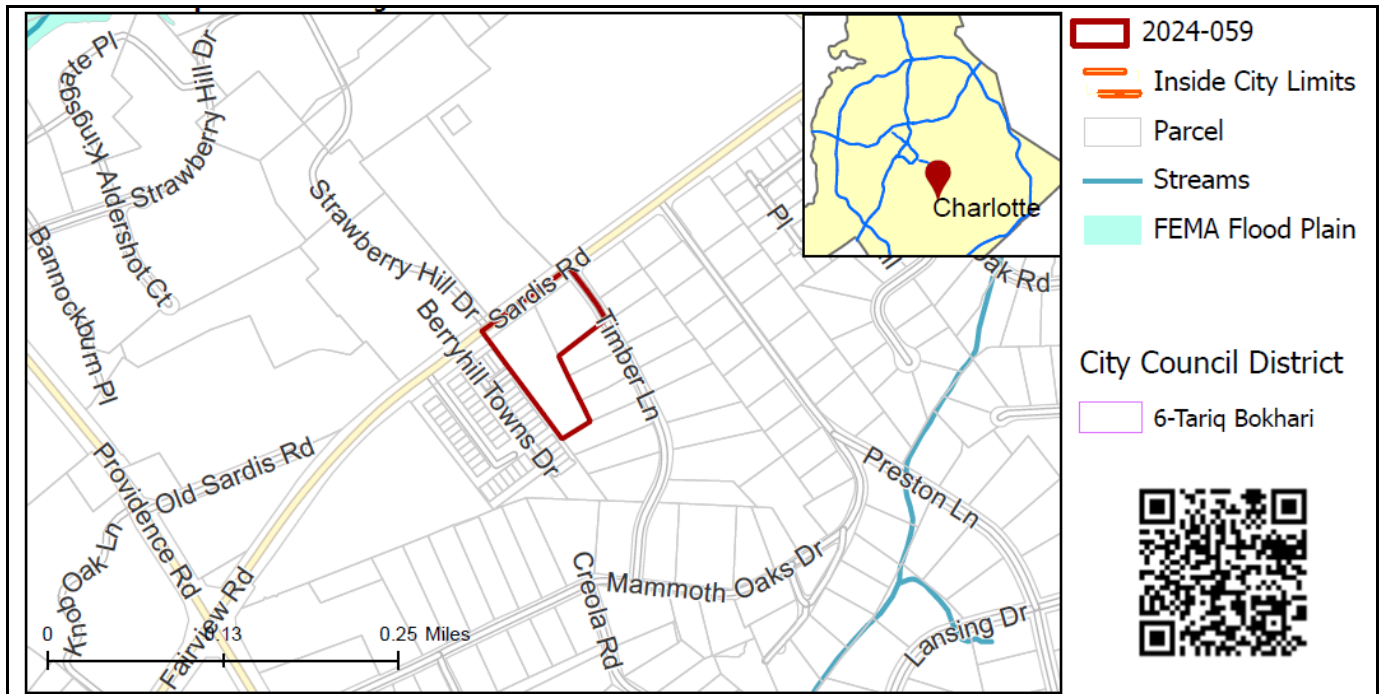 ate Pl
Kingsga
Strawberry Hill Dr
Aldershot Ct
Bannockburn Pl
Strawberry Hill Dr
Sardis Rd
Berryhill Towns Dr
Timber Ln
Pl
Oak Rd
Charlotte
Providence Rd
Old Sardis Rd
Knob Oak Ln
Fairview Rd
Creola Rd
Mammoth Oaks Dr
Preston Ln
Lansing Dr
0
0.13
0.25 Miles
2024-059
Inside City Limits
Parcel
Streams
FEMA Flood Plain
City Council District
6-Tariq Bokhari